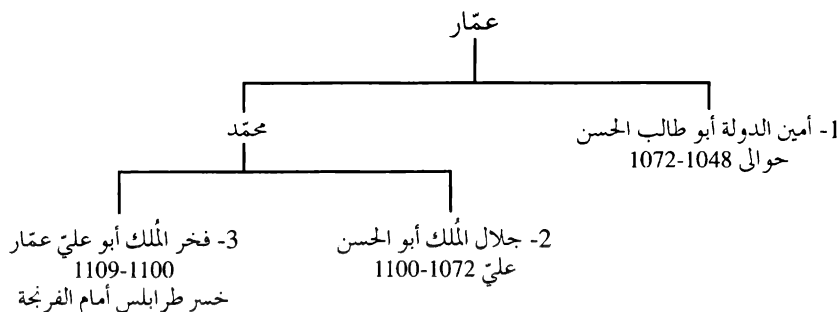 عمّار
محمّد
1- أمين الدولة أبو طالب الحسن
حوالى 1048-1072
2- جلال المُلك أبو الحسن
عليّ 1072-1100
3- فخر المُلك أبو عليّ عمّار
1100-1109
خسر طرابلس أمام الفرنجة